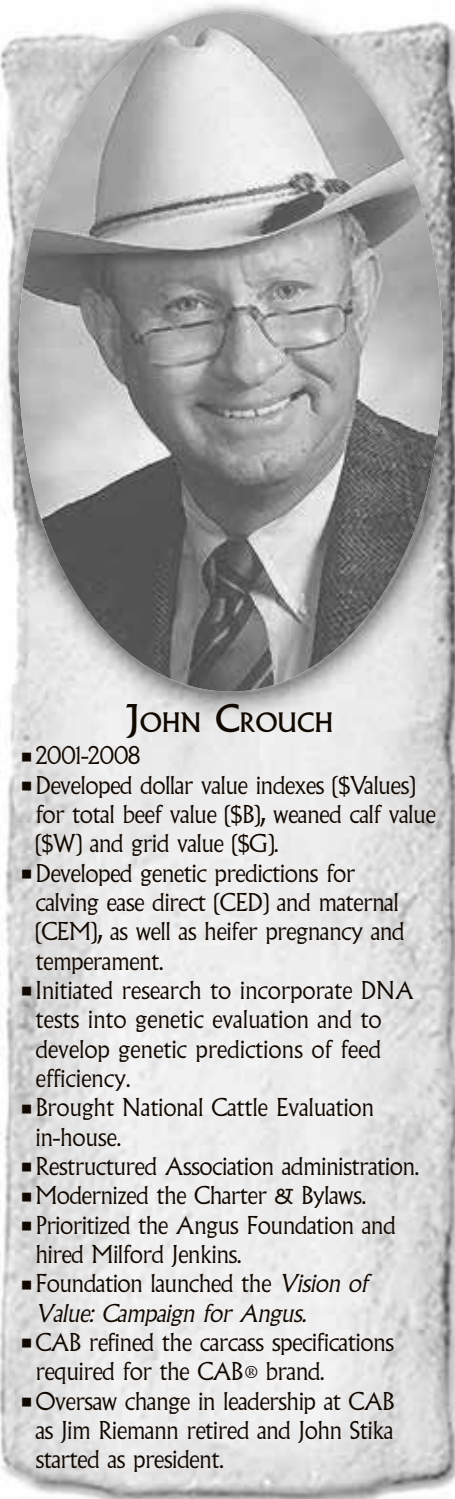 JOHN CROUCH
▪ 2001-2008
▪ Developed dollar value indexes ($Values)
for total beef value ($B), weaned calf value
($W) and grid value ($G).
▪ Developed genetic predictions for
calving ease direct (CED) and maternal
(CEM), as well as heifer pregnancy and
temperament.
▪ Initiated research to incorporate DNA
tests into genetic evaluation and to
develop genetic predictions of feed
efficiency.
▪ Brought National Cattle Evaluation
in-house.
▪ Restructured Association administration.
▪ Modernized the Charter & Bylaws.
▪ Prioritized the Angus Foundation and
hired Milford Jenkins.
▪ Foundation launched the Vision of
Value: Campaign for Angus.
▪ CAB refined the carcass specifications
required for the CAB® brand.
▪ Oversaw change in leadership at CAB
as Jim Riemann retired and John Stika
started as president.